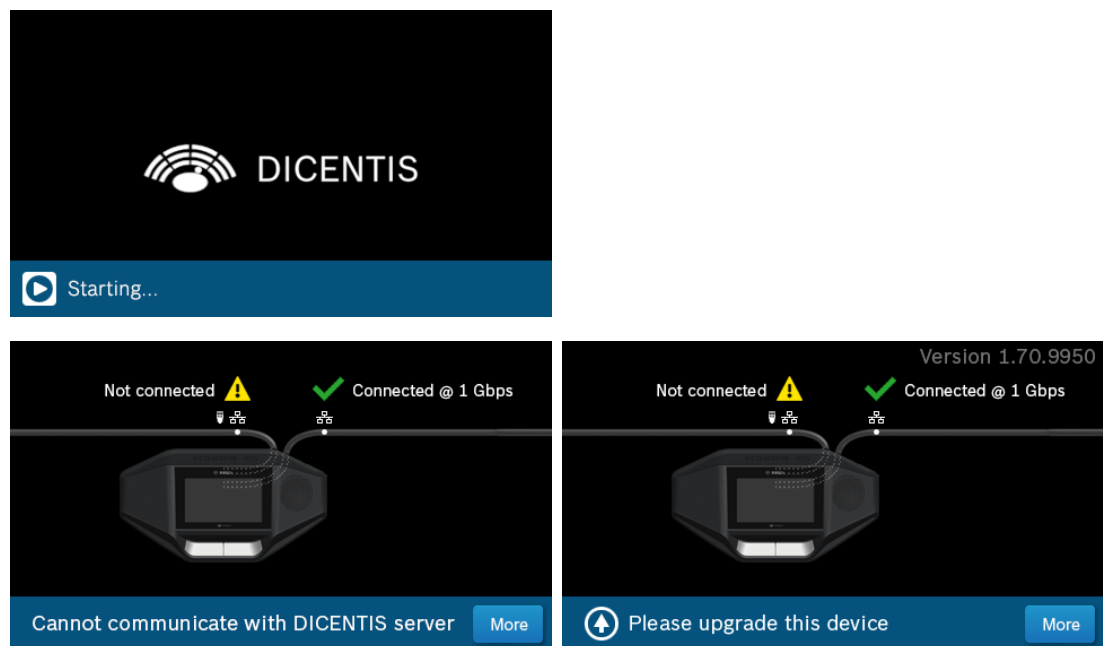 DICENTIS
Starting...
Not connected
Connected @ 1 Gbps
Cannot communicate with DICENTIS server
More
Version 1.70.9950
Not connected
Connected @ 1 Gbps
Please upgrade this device
More